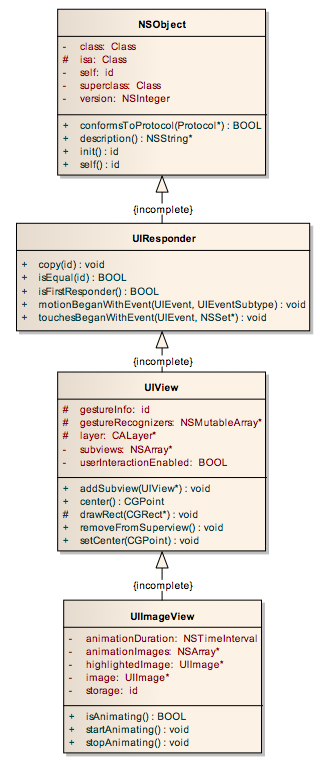 NSObject
- class: Class
# isa: Class
- self: id
- superclass: Class
- version: NSInteger
+ conformsToProtocol(Protocol*) : BOOL
+ description() : NSString*
+ init() : id
+ self() : id
{incomplete}
UIResponder
+ copy(id) : void
+ isEqual(id) : BOOL
+ isFirstResponder() : BOOL
+ motionBeganWithEvent(UIEvent, UIEventSubtype) : void
+ touchesBeganWithEvent(UIEvent, NSSet*) : void
{incomplete}
UIView
# gestureInfo: id
# gestureRecognizers: NSMutableArray*
# layer: CALayer*
- subviews: NSArray*
- userInteractionEnabled: BOOL
+ addSubview(UIView*) : void
+ center() : CGPoint
# drawRect(CGRect*) : void
+ removeFromSuperview() : void
+ setCenter(CGPoint) : void
{incomplete}
UIImageView
- animationDuration: NSTimeInterval
- animationImages: NSArray*
- highlightedImage: UIImage*
- image: UIImage*
- storage: id
+ isAnimating() : BOOL
+ startAnimating() : void
+ stopAnimating() : void